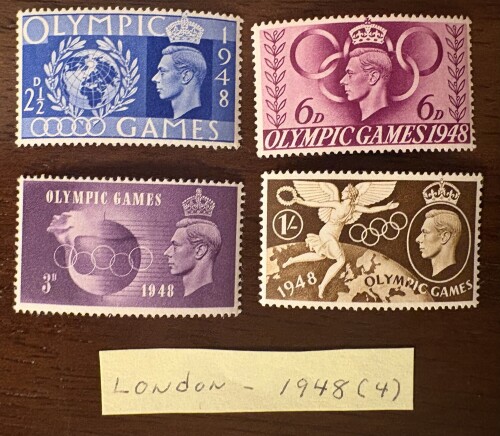 OLYMPIC
1948
D
2½
GAMES
6D 6D
OLYMPIC GAMES 1948
OLYMPIC GAMES
3D
1948
1/-
1948
OLYMPIC GAMES
LONDON - 1948 (4)